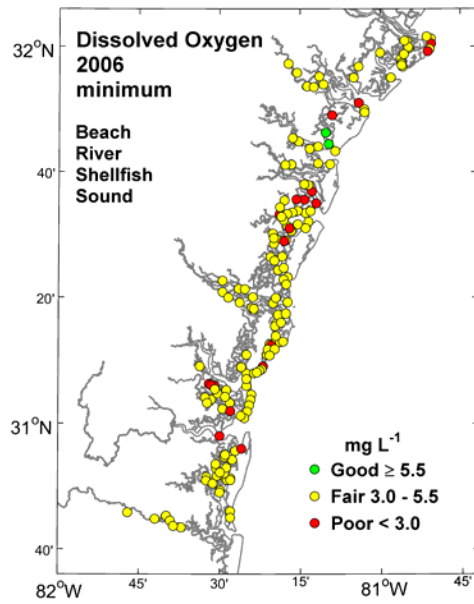 Dissolved Oxygen
2006
minimum
Beach
River
Shellfish
Sound
32°N
40'
20'
31°N
40'
mg L⁻¹
Good ≥ 5.5
Fair 3.0 - 5.5
Poor < 3.0
82°W
45'
30'
15'
81°W
45'